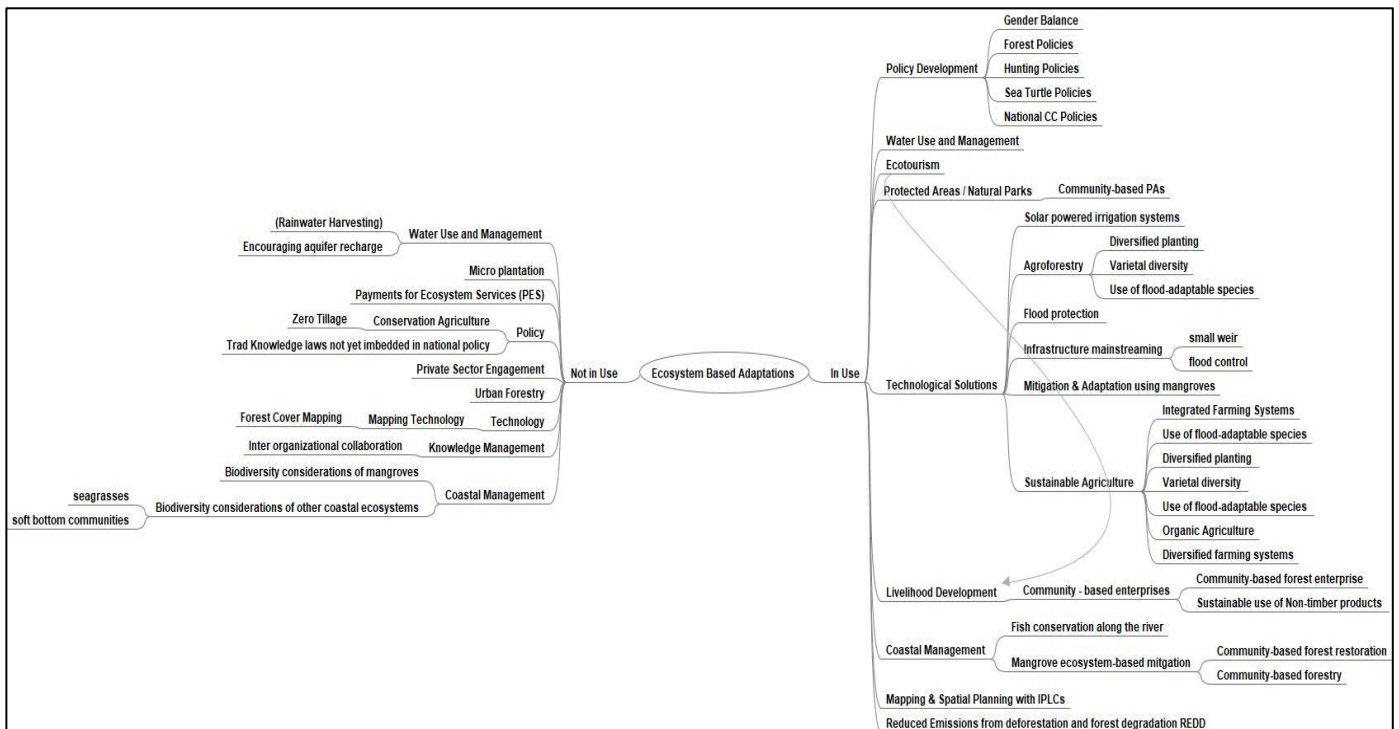 Ecosystem Based Adaptations
In Use
Policy Development
Gender Balance
Forest Policies
Hunting Policies
Sea Turtle Policies
National CC Policies
Water Use and Management
Ecotourism
Protected Areas / Natural Parks
Community-based PAs
Technological Solutions
Solar powered irrigation systems
Agroforestry
Diversified planting
Varietal diversity
Use of flood-adaptable species
Flood protection
Infrastructure mainstreaming
small weir
flood control
Mitigation & Adaptation using mangroves
Sustainable Agriculture
Integrated Farming Systems
Use of flood-adaptable species
Diversified planting
Varietal diversity
Use of flood-adaptable species
Organic Agriculture
Diversified farming systems
Livelihood Development
Community - based enterprises
Community-based forest enterprise
Sustainable use of Non-timber products
Coastal Management
Fish conservation along the river
Mangrove ecosystem-based mitgation
Community-based forest restoration
Community-based forestry
Mapping & Spatial Planning with IPLCs
Reduced Emissions from deforestation and forest degradation REDD
Not in Use
Water Use and Management
(Rainwater Harvesting)
Encouraging aquifer recharge
Micro plantation
Payments for Ecosystem Services (PES)
Policy
Conservation Agriculture
Zero Tillage
Trad Knowledge laws not yet imbedded in national policy
Private Sector Engagement
Urban Forestry
Technology
Mapping Technology
Forest Cover Mapping
Knowledge Management
Inter organizational collaboration
Coastal Management
Biodiversity considerations of mangroves
Biodiversity considerations of other coastal ecosystems
seagrasses
soft bottom communities